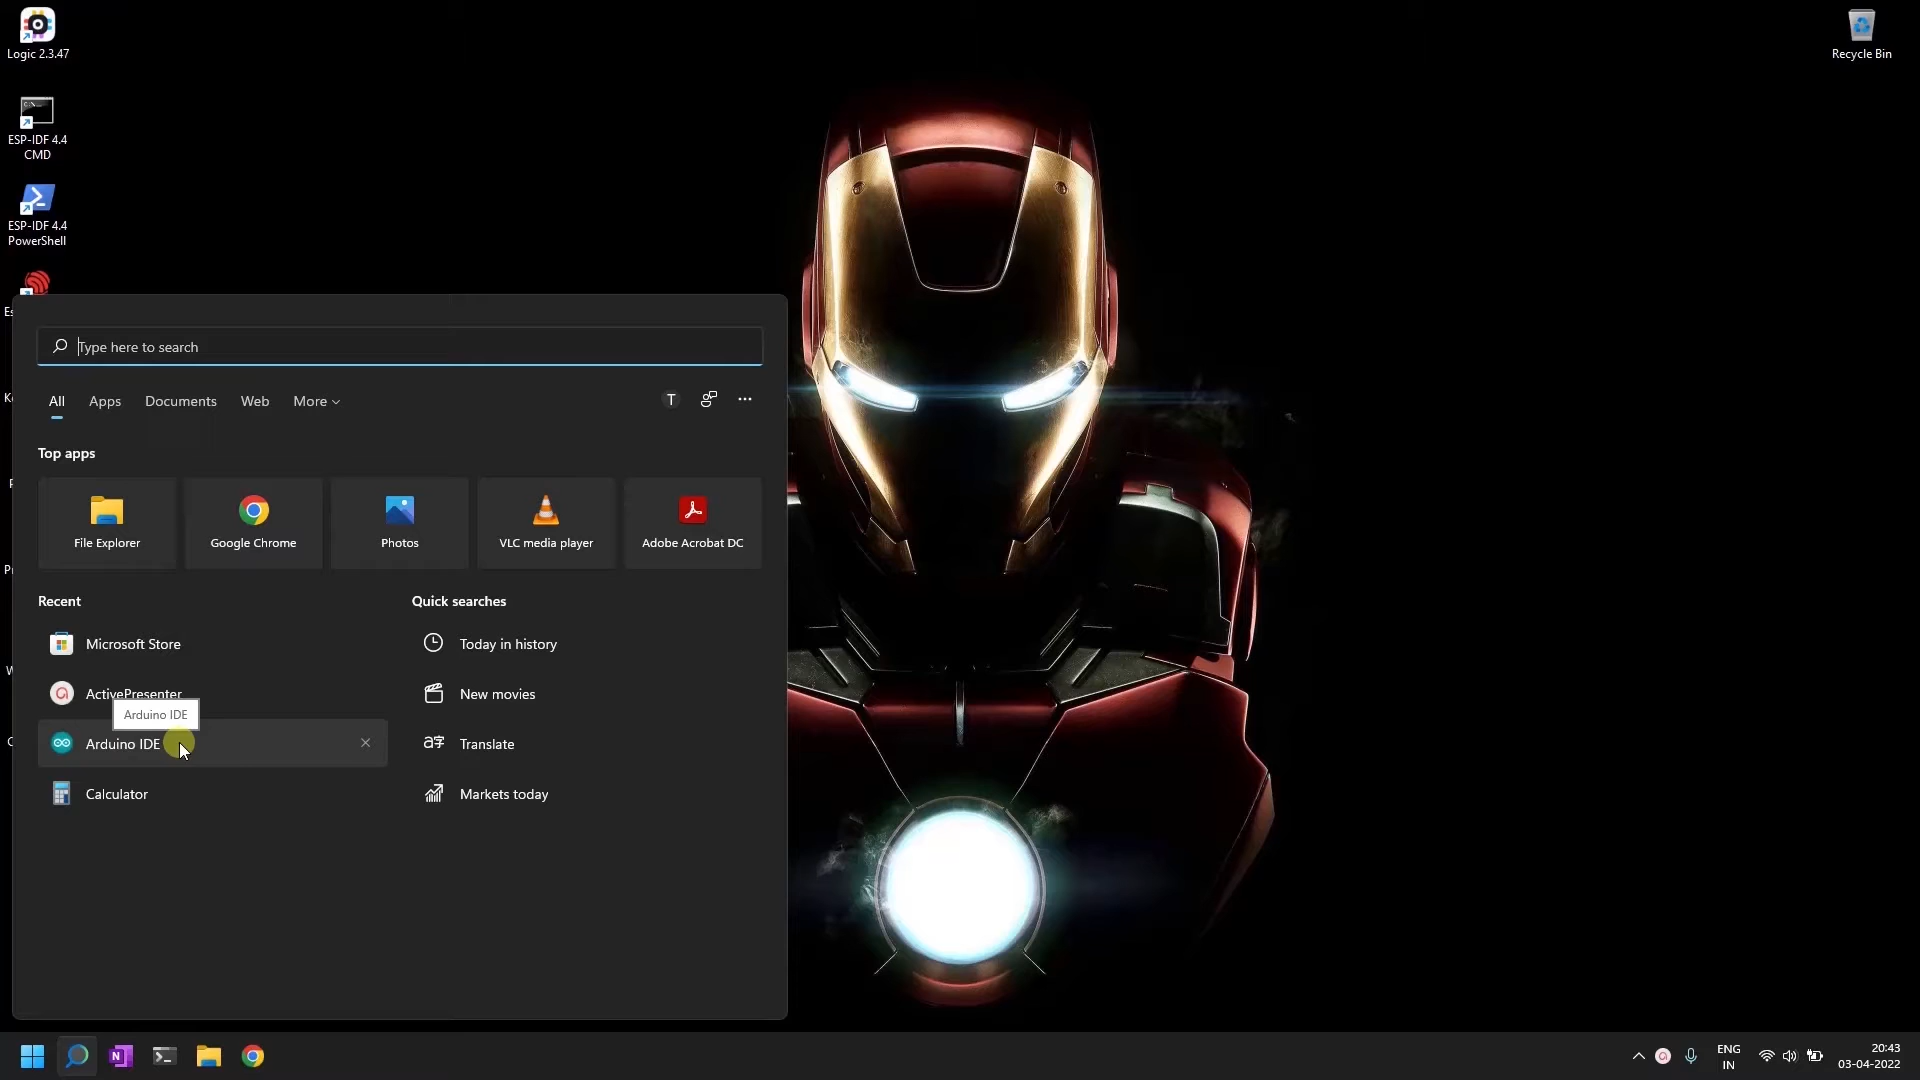 Logic 2.3.47
Recycle Bin
ESP-IDF 4.4
CMD
ESP-IDF 4.4
PowerShell
Type here to search
All
Apps
Documents
Web
More
T
Top apps
File Explorer
Google Chrome
Photos
VLC media player
Adobe Acrobat DC
Recent
Quick searches
Microsoft Store
Today in history
ActivePresenter
New movies
Arduino IDE
Arduino IDE
Translate
Calculator
Markets today
ENG
IN
20:43
03-04-2022